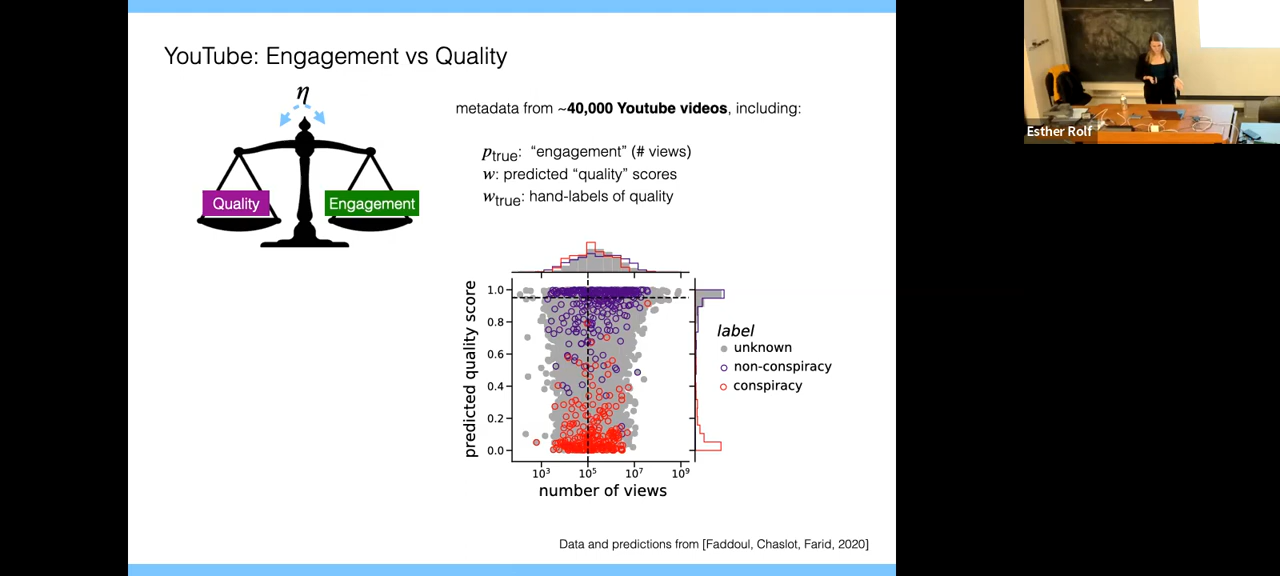 YouTube: Engagement vs Quality
η
Quality
Engagement
metadata from ~40,000 Youtube videos, including:
p_true: “engagement” (# views)
w: predicted “quality” scores
w_true: hand-labels of quality
predicted quality score
1.0
0.8
0.6
0.4
0.2
0.0
10³ 10⁵ 10⁷ 10⁹
number of views
label
unknown
non-conspiracy
conspiracy
Data and predictions from [Faddoul, Chaslot, Farid, 2020]
Esther Rolf